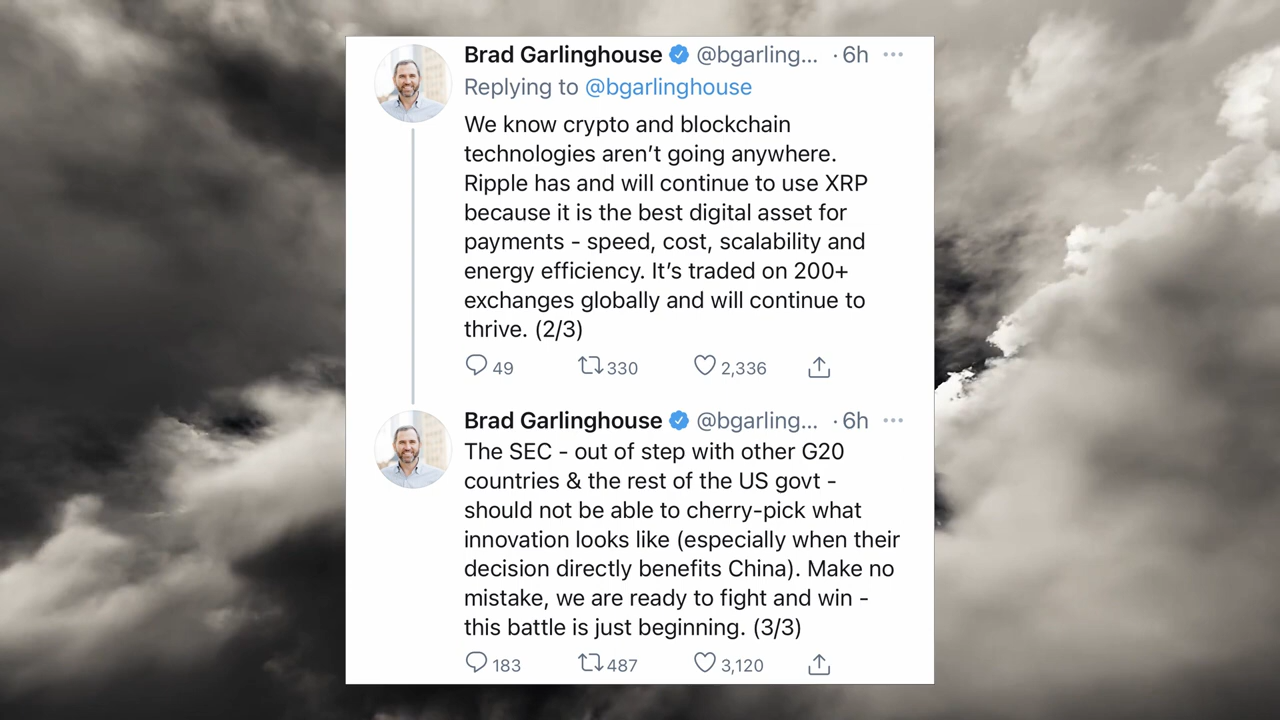 Brad Garlinghouse @bgarling... · 6h ···
Replying to @bgarlinghouse
We know crypto and blockchain
technologies aren’t going anywhere.
Ripple has and will continue to use XRP
because it is the best digital asset for
payments - speed, cost, scalability and
energy efficiency. It’s traded on 200+
exchanges globally and will continue to
thrive. (2/3)
49 330 2,336
Brad Garlinghouse @bgarling... · 6h ···
The SEC - out of step with other G20
countries & the rest of the US govt -
should not be able to cherry-pick what
innovation looks like (especially when their
decision directly benefits China). Make no
mistake, we are ready to fight and win -
this battle is just beginning. (3/3)
183 487 3,120